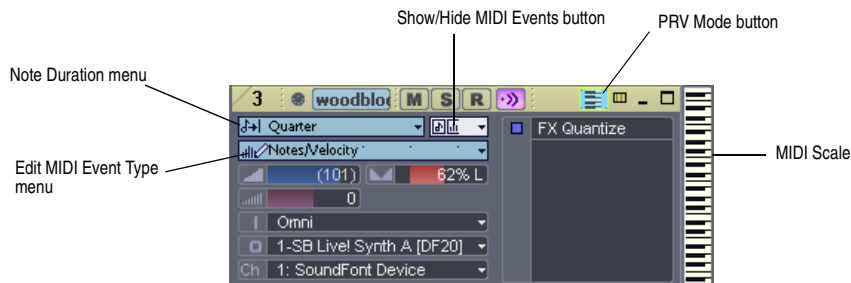 Show/Hide MIDI Events button
PRV Mode button
Note Duration menu
3 woodbloc M S R
Quarter
FX Quantize
Notes/Velocity
MIDI Scale
Edit MIDI Event Type
menu
(101) 62% L
0
Omni
1-SB Live! Synth A [DF20]
Ch 1: SoundFont Device